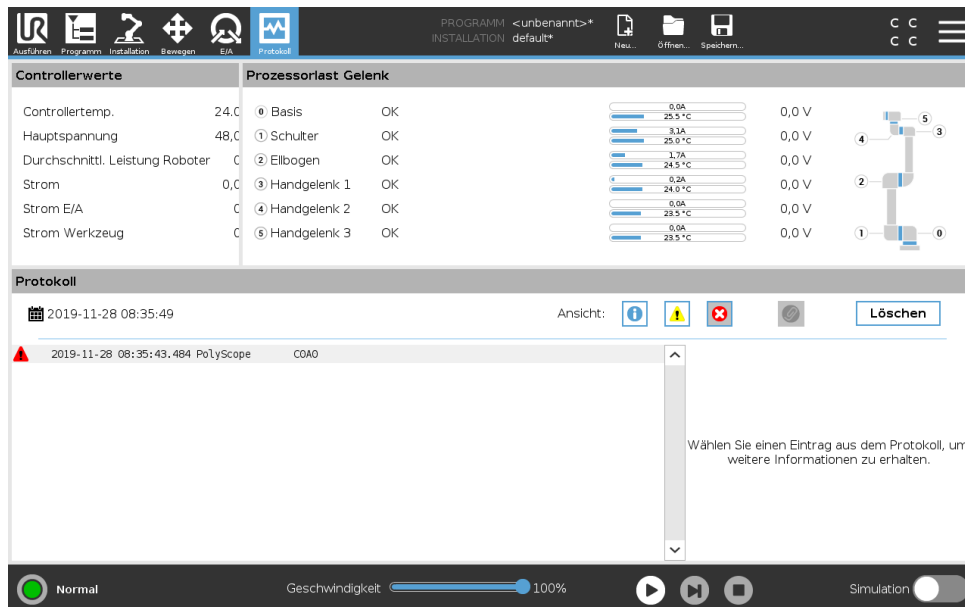 PROGRAMM <unbenannt>*
INSTALLATION default*
Ausführen Programm Installation Bewegen E/A Protokoll
Neu... Öffnen... Speichern...
C C
C C
Controllerwerte
Controllertemp. 24.0
Hauptspannung 48,0
Durchschnittl. Leistung Roboter 0
Strom 0,0
Strom E/A 0
Strom Werkzeug 0
Prozessorlast Gelenk
0 Basis OK 0,0A 25.5 °C 0,0 V
1 Schulter OK 3,1A 25.0 °C 0,0 V
2 Ellbogen OK 1,7A 24.5 °C 0,0 V
3 Handgelenk 1 OK 0,2A 24.0 °C 0,0 V
4 Handgelenk 2 OK 0,0A 23.5 °C 0,0 V
5 Handgelenk 3 OK 0,0A 23.5 °C 0,0 V
5
4 3
2
1 0
Protokoll
2019-11-28 08:35:49 Ansicht: Löschen
2019-11-28 08:35:43.484 PolyScope C0A0
Wählen Sie einen Eintrag aus dem Protokoll, um
weitere Informationen zu erhalten.
Normal Geschwindigkeit 100% Simulation